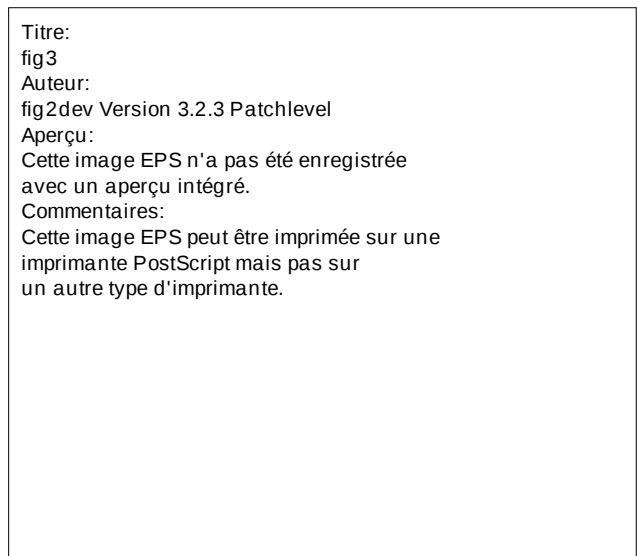 Titre:
fig3
Auteur:
fig2dev Version 3.2.3 Patchlevel
Aperçu:
Cette image EPS n'a pas été enregistrée
avec un aperçu intégré.
Commentaires:
Cette image EPS peut être imprimée sur une
imprimante PostScript mais pas sur
un autre type d'imprimante.